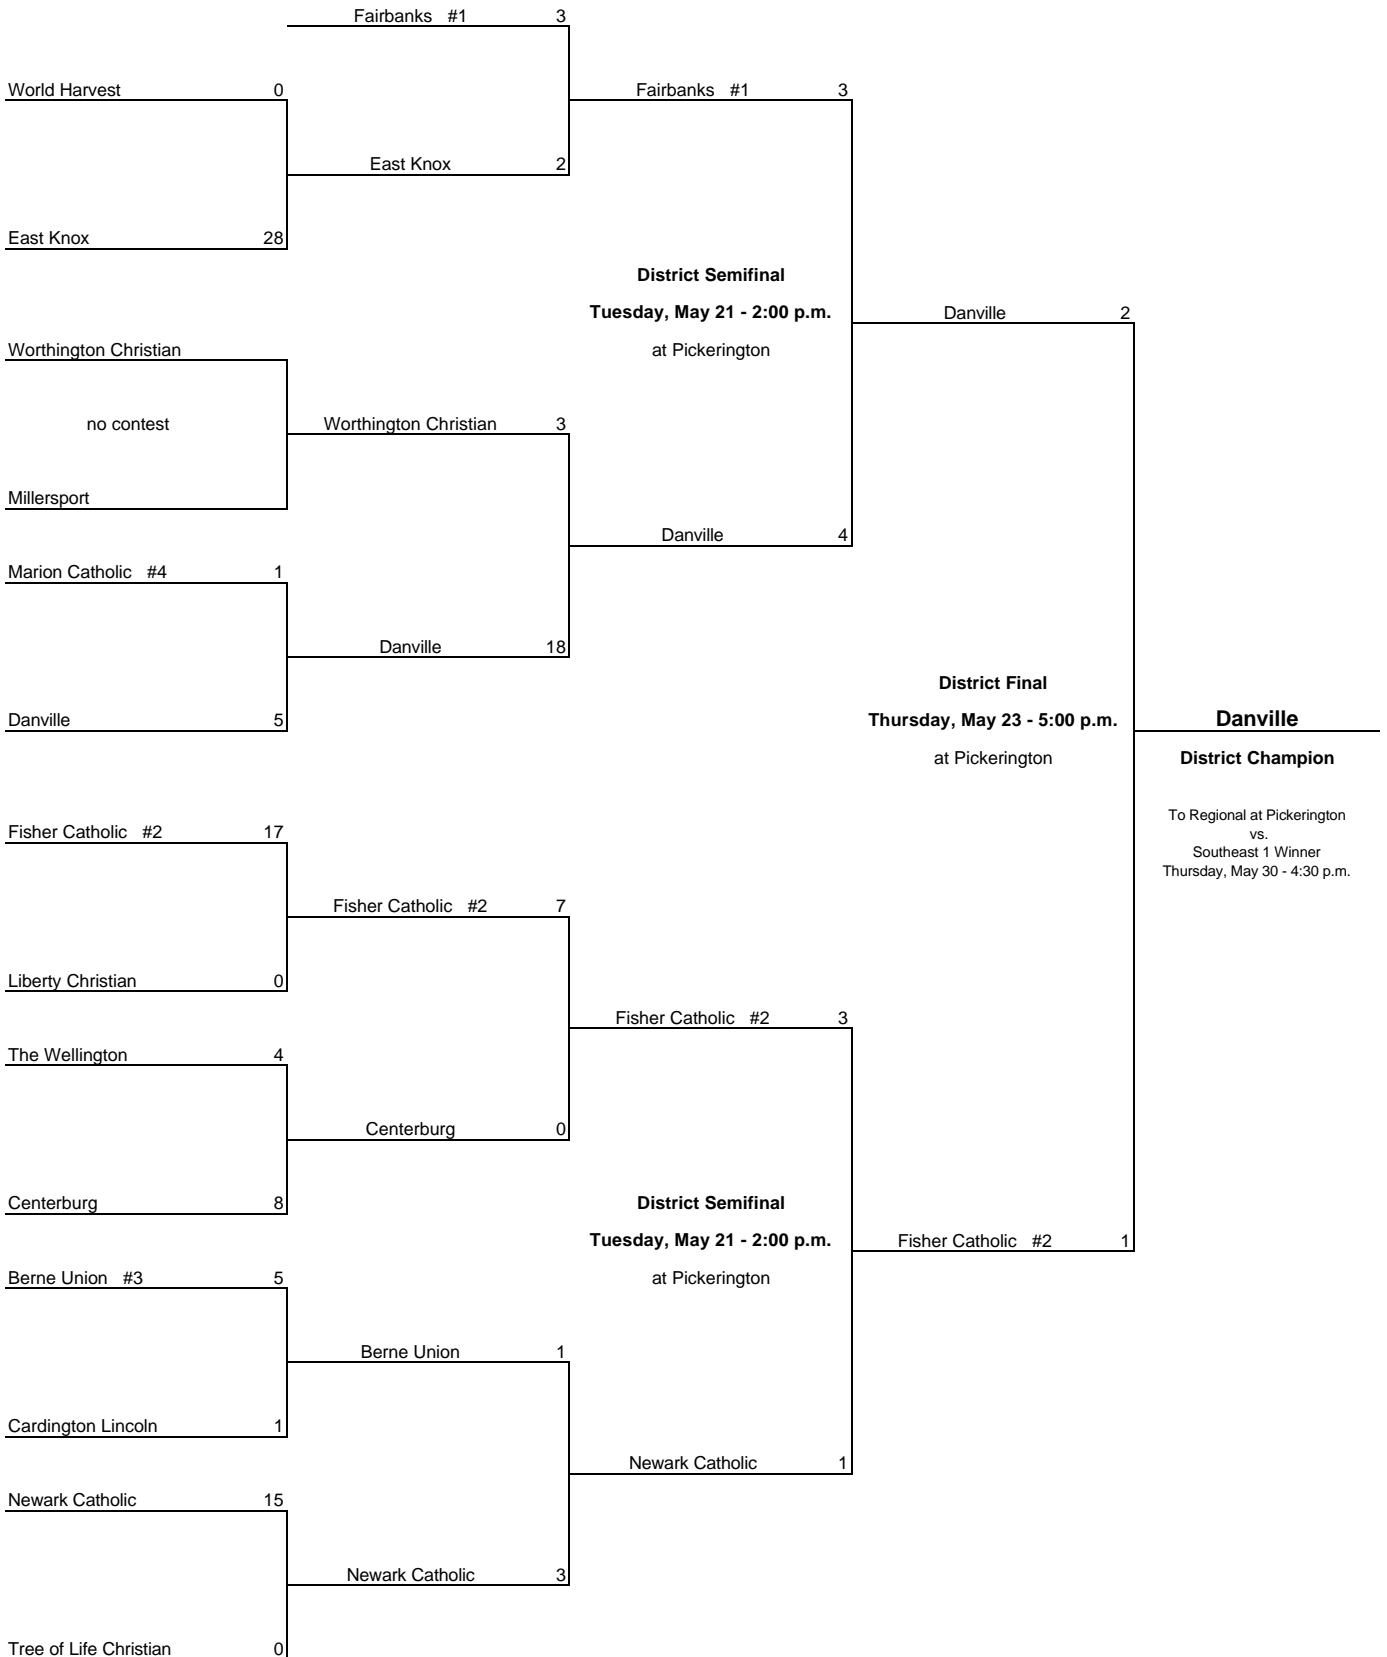 Fairbanks #1 3
World Harvest 0
Fairbanks #1 3
East Knox 2
East Knox 28
District Semifinal
Tuesday, May 21 - 2:00 p.m.
Danville 2
Worthington Christian
at Pickerington
no contest
Worthington Christian 3
Millersport
Danville 4
Marion Catholic #4 1
Danville 18
District Final
Danville 5
Thursday, May 23 - 5:00 p.m.
Danville
at Pickerington
District Champion
To Regional at Pickerington
vs.
Southeast 1 Winner
Thursday, May 30 - 4:30 p.m.
Fisher Catholic #2 17
Fisher Catholic #2 7
Liberty Christian 0
Fisher Catholic #2 3
The Wellington 4
Centerburg 0
Centerburg 8
District Semifinal
Tuesday, May 21 - 2:00 p.m.
Fisher Catholic #2 1
Berne Union #3 5
at Pickerington
Berne Union 1
Cardington Lincoln 1
Newark Catholic 1
Newark Catholic 15
Newark Catholic 3
Tree of Life Christian 0